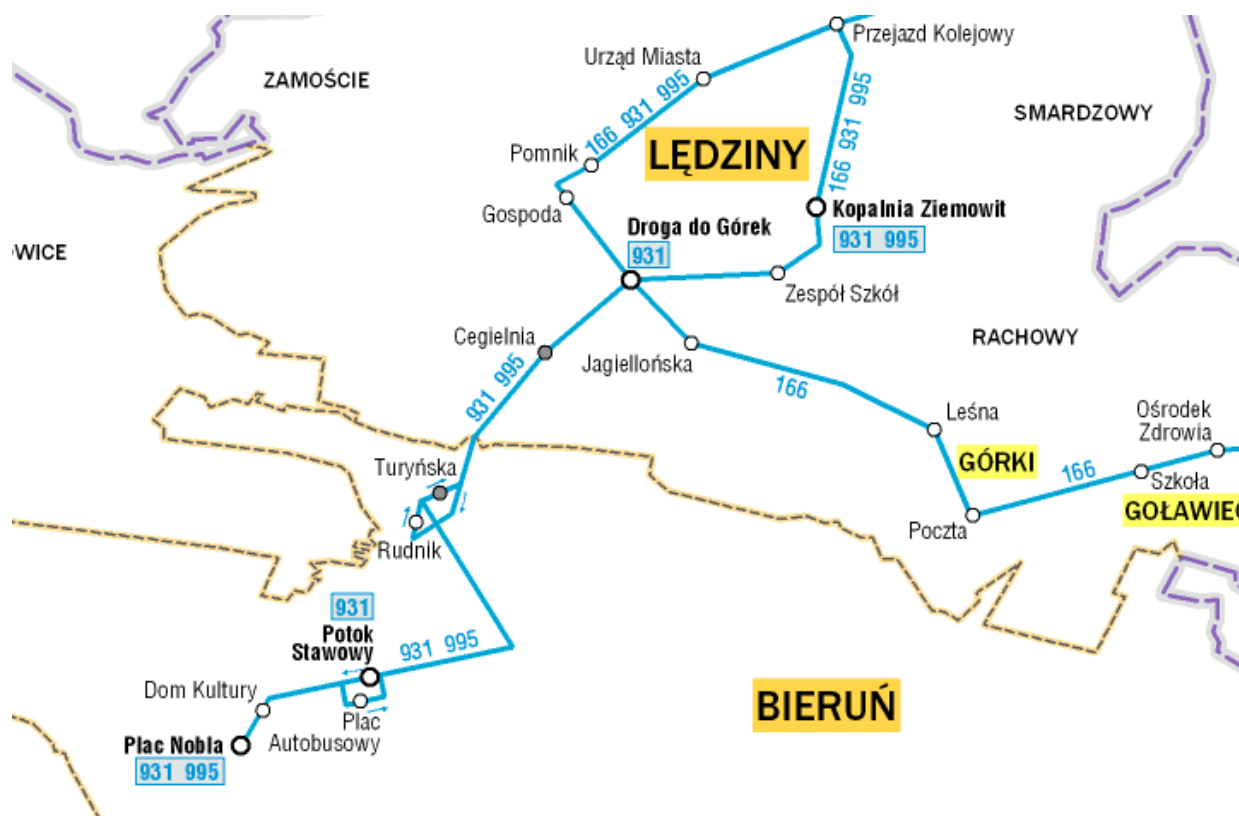 Przejazd Kolejowy
Urząd Miasta
ZAMOŚCIE
166 931 995
166 931 995
SMARDZOWY
LĘDZINY
Pomnik
Gospoda
Kopalnia Ziemowit
931 995
Droga do Górek
931
OWICE
Zespół Szkół
Cegielnia
RACHOWY
Jagiellońska
931 995
166
Leśna
Ośrodek
Zdrowia
GÓRKI
Turyńska
166
Szkoła
GOŁAWIEC
Poczta
Rudnik
931
Potok
Stawowy
931 995
Dom Kultury
BIERUŃ
Plac
Autobusowy
Plac Nobla
931 995